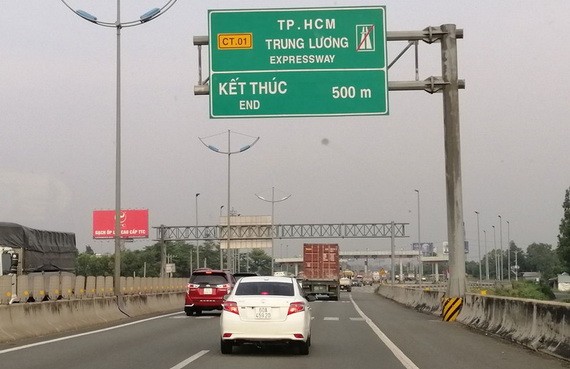 TP.HCM
CT.01 TRUNG LƯƠNG
EXPRESSWAY
KẾT THÚC 500 m
END